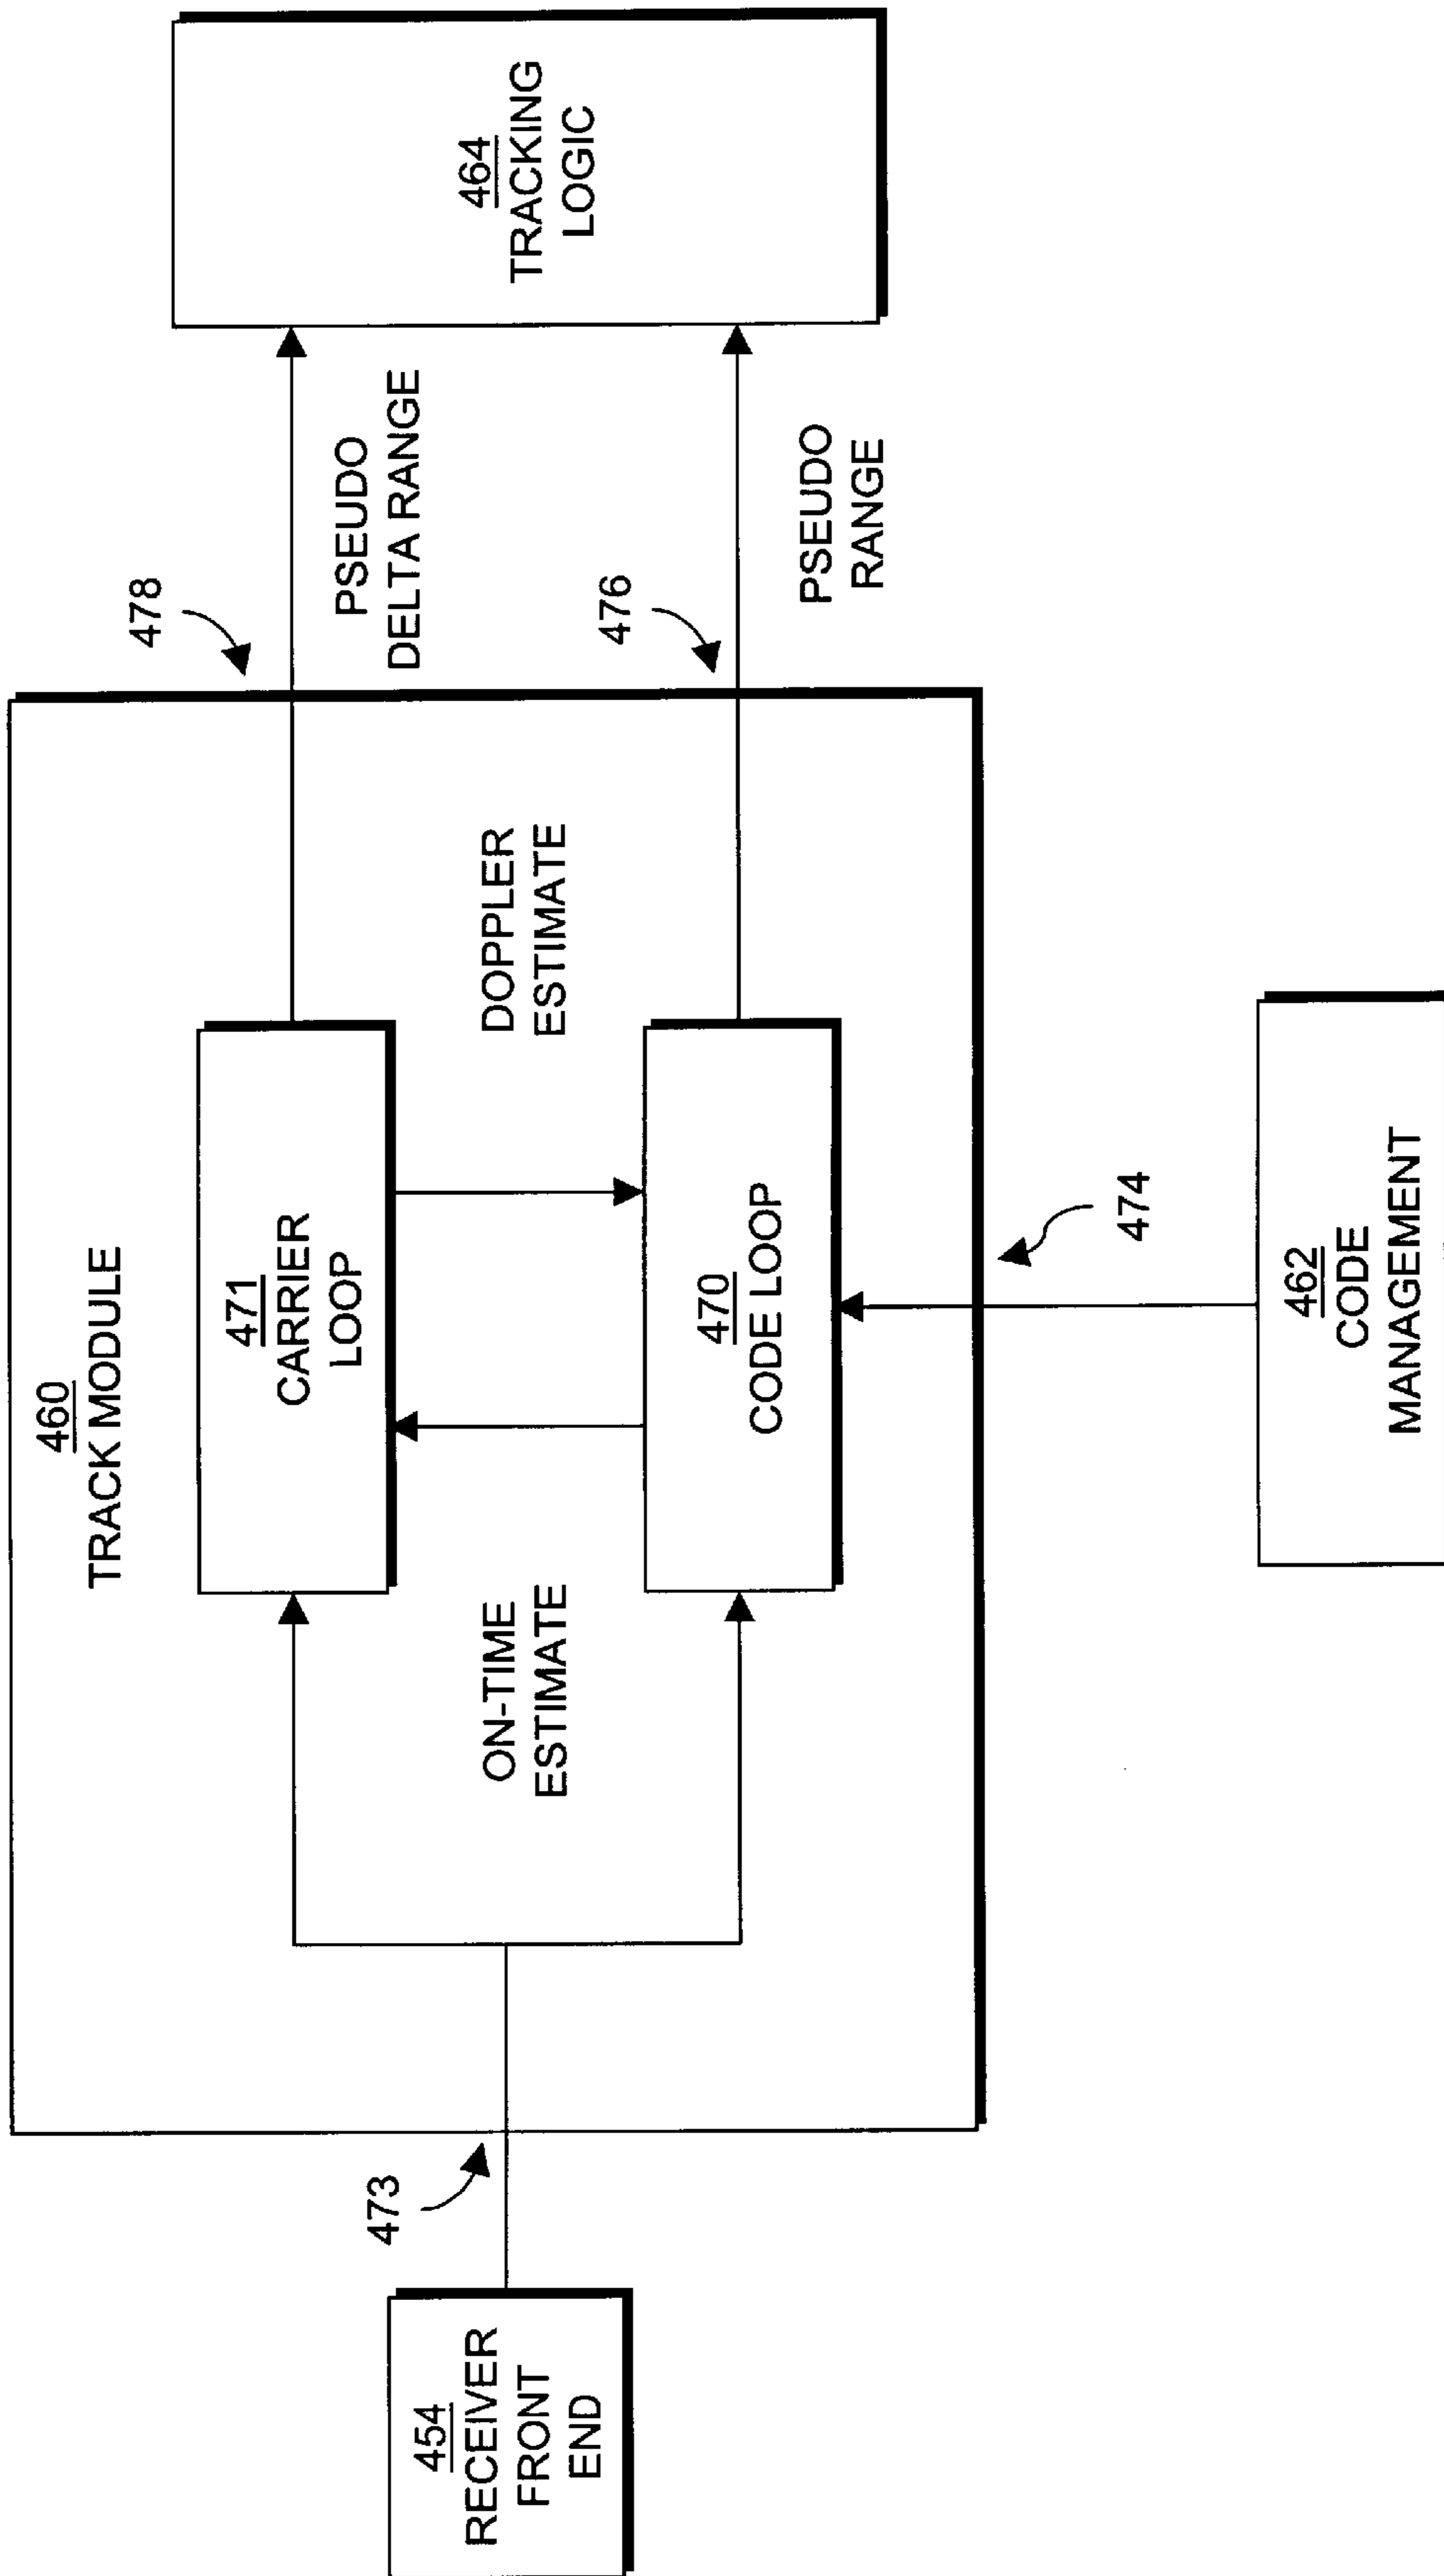 460
TRACK MODULE
454
RECEIVER
FRONT
END
473
471
CARRIER
LOOP
ON-TIME
ESTIMATE
DOPPLER
ESTIMATE
470
CODE LOOP
478
PSEUDO
DELTA RANGE
476
PSEUDO
RANGE
464
TRACKING
LOGIC
474
462
CODE
MANAGEMENT